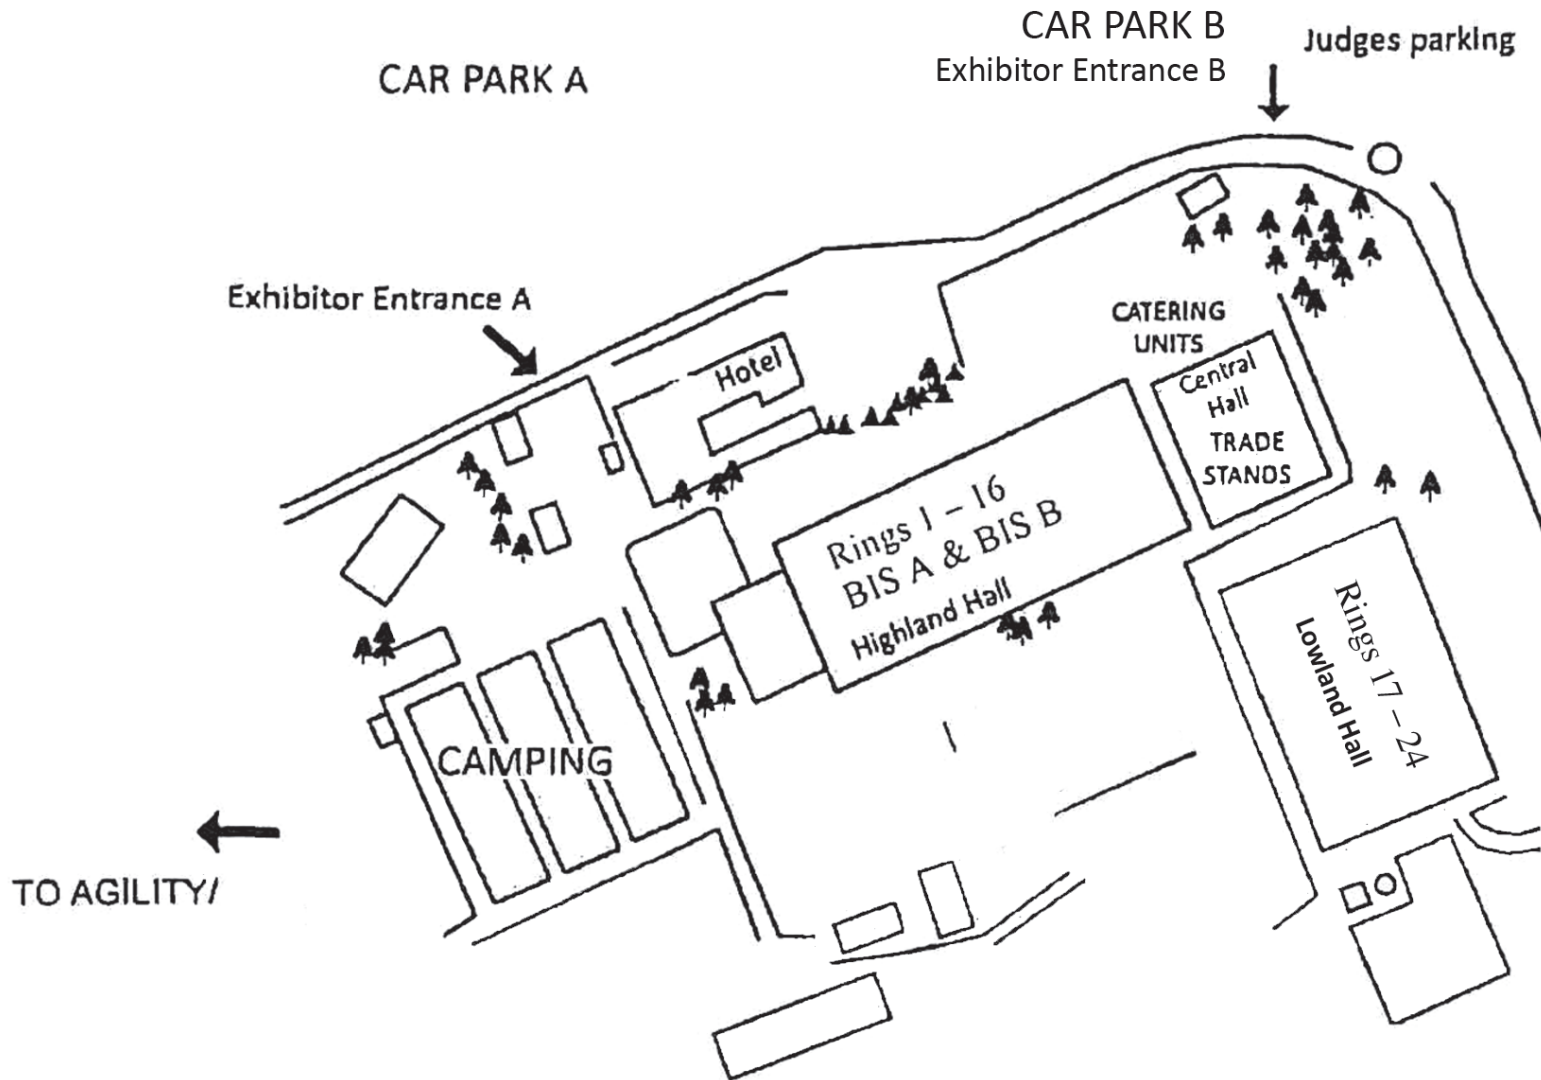 CAR PARK B
Exhibitor Entrance B
Judges parking
CAR PARK A
Exhibitor Entrance A
Hotel
CATERING
UNITS
Central
Hall
TRADE
STANDS
Rings 1 – 16
BIS A & BIS B
Highland Hall
Rings 17 – 24
Lowland Hall
CAMPING
TO AGILITY/